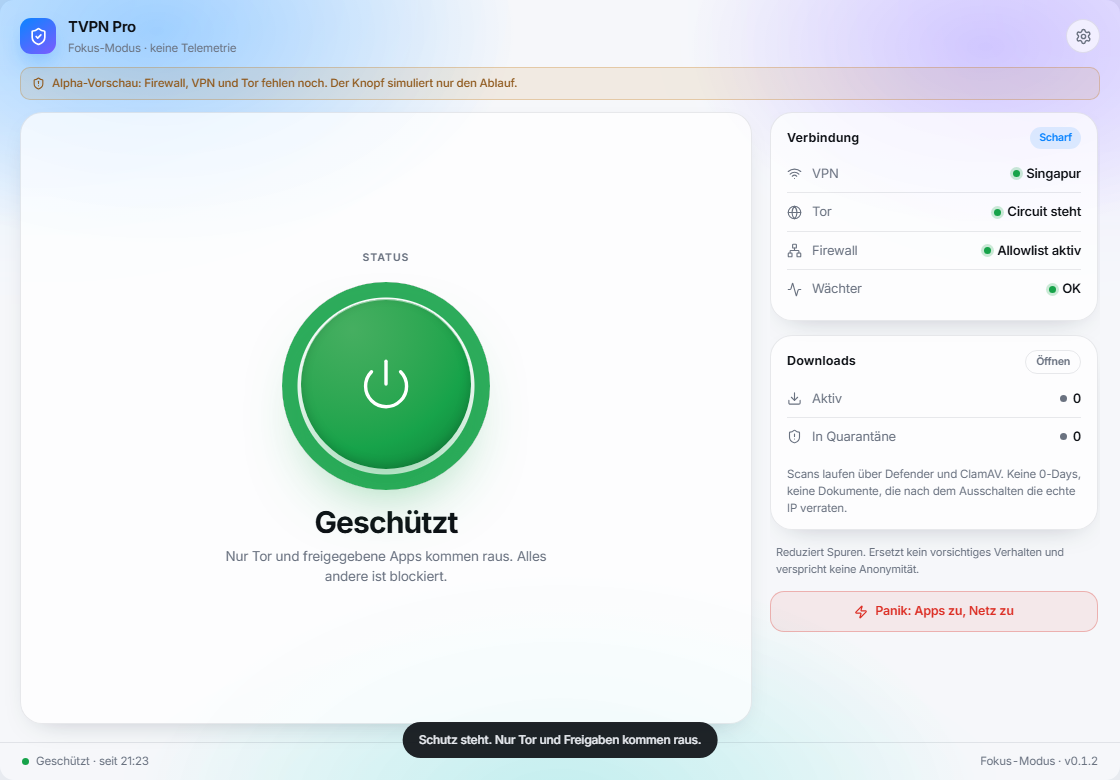 TVPN Pro
Fokus-Modus · keine Telemetrie
Alpha-Vorschau: Firewall, VPN und Tor fehlen noch. Der Knopf simuliert nur den Ablauf.
STATUS
Geschützt
Nur Tor und freigegebene Apps kommen raus. Alles
andere ist blockiert.
Verbindung Scharf
VPN Singapur
Tor Circuit steht
Firewall Allowlist aktiv
Wächter OK
Downloads Öffnen
Aktiv 0
In Quarantäne 0
Scans laufen über Defender und ClamAV. Keine 0-Days,
keine Dokumente, die nach dem Ausschalten die echte
IP verraten.
Reduziert Spuren. Ersetzt kein vorsichtiges Verhalten und
verspricht keine Anonymität.
Panik: Apps zu, Netz zu
Schutz steht. Nur Tor und Freigaben kommen raus.
Geschützt · seit 21:23
Fokus-Modus · v0.1.2